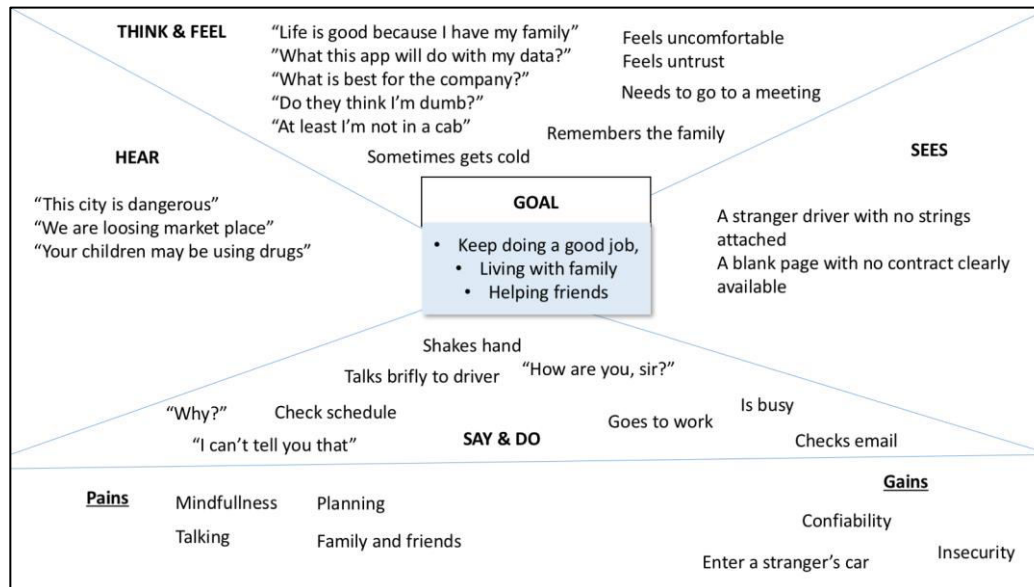 THINK & FEEL
“Life is good because I have my family”
”What this app will do with my data?”
“What is best for the company?”
“Do they think I’m dumb?”
“At least I’m not in a cab”
Sometimes gets cold
Feels uncomfortable
Feels untrust
Needs to go to a meeting
Remembers the family
HEAR
“This city is dangerous”
“We are loosing market place”
“Your children may be using drugs”
GOAL
• Keep doing a good job,
• Living with family
• Helping friends
SEES
A stranger driver with no strings
attached
A blank page with no contract clearly
available
Shakes hand
Talks brifly to driver
“How are you, sir?”
“Why?”
Check schedule
“I can’t tell you that”
SAY & DO
Goes to work
Is busy
Checks email
Pains
Mindfullness
Planning
Talking
Family and friends
Gains
Confiability
Enter a stranger’s car
Insecurity